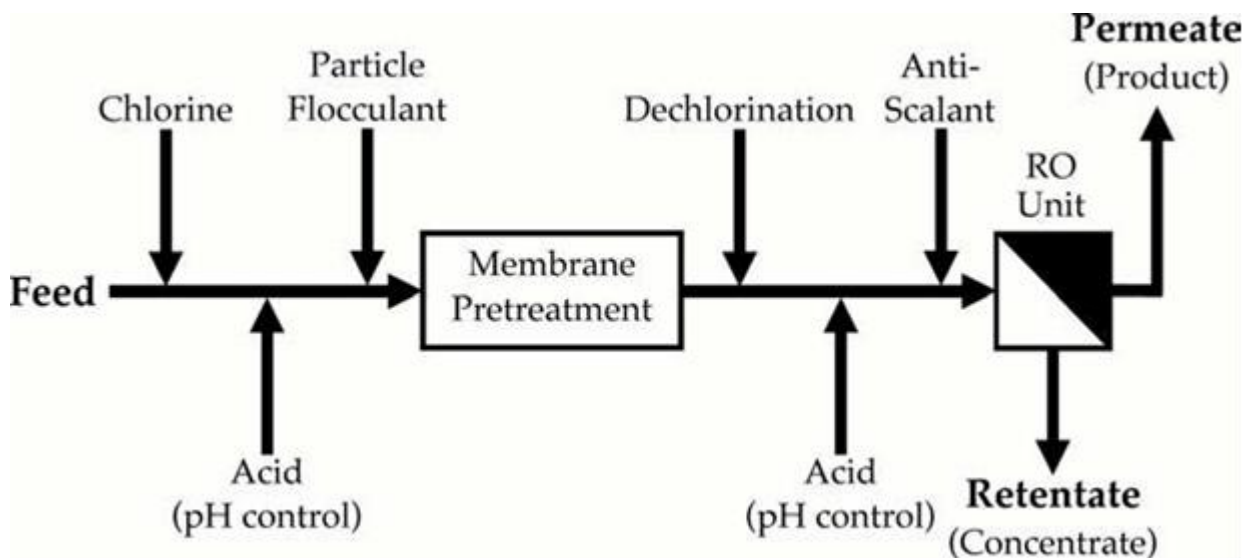 Permeate
(Product)
Particle
Flocculant
Anti-
Scalant
Chlorine
Dechlorination
RO
Unit
Feed
Membrane
Pretreatment
Acid
(pH control)
Acid
(pH control)
Retentate
(Concentrate)